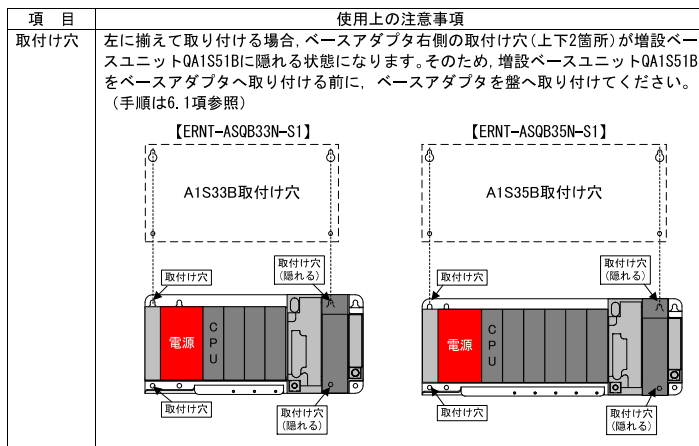 項 目
使用上の注意事項
取付け穴
左に揃えて取り付ける場合，ベースアダプタ右側の取付け穴（上下2箇所）が増設ベー
スユニットQA1S51Bに隠れる状態になります。そのため，増設ベースユニットQA1S51B
をベースアダプタへ取り付ける前に， ベースアダプタを盤へ取り付けてください。
（手順は6.1項参照）
【ERNT-ASQB33N-S1】
【ERNT-ASQB35N-S1】
A1S33B取付け穴
A1S35B取付け穴
取付け穴
取付け穴
(隠れる)
取付け穴
取付け穴
(隠れる)
電源
CPU
電源
CPU
取付け穴
取付け穴
(隠れる)
取付け穴
取付け穴
(隠れる)